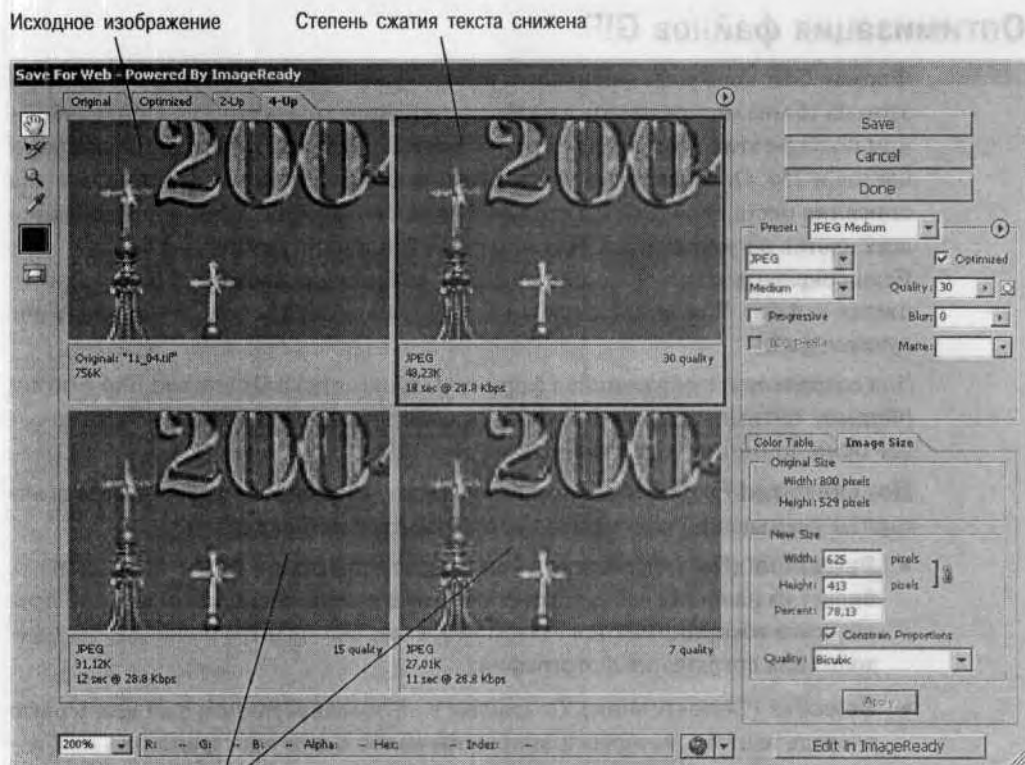 Исходное изображение
Степень сжатия текста снижена
Save For Web - Powered By ImageReady
Original Optimized 2-Up 4-Up
200
200
Original: "11_04.tif"
756K
JPEG 30 quality
48,23K
18 sec @ 28.8 Kbps
200
200
JPEG 15 quality
31,12K
12 sec @ 28.8 Kbps
JPEG 7 quality
27,01K
11 sec @ 28.8 Kbps
200% R: -- G: -- B: -- Alpha: -- Hex: -- Index: --
Save
Cancel
Done
Preset: JPEG Medium
JPEG Optimized
Medium Quality: 30
Progressive Blur: 0
Matte:
Color Table Image Size
Original Size
Width: 800 pixels
Height: 529 pixels
New Size
Width: 625 pixels
Height: 413 pixels
Percent: 78,13
Constrain Proportions
Quality: Bicubic
Apply
Edit in ImageReady